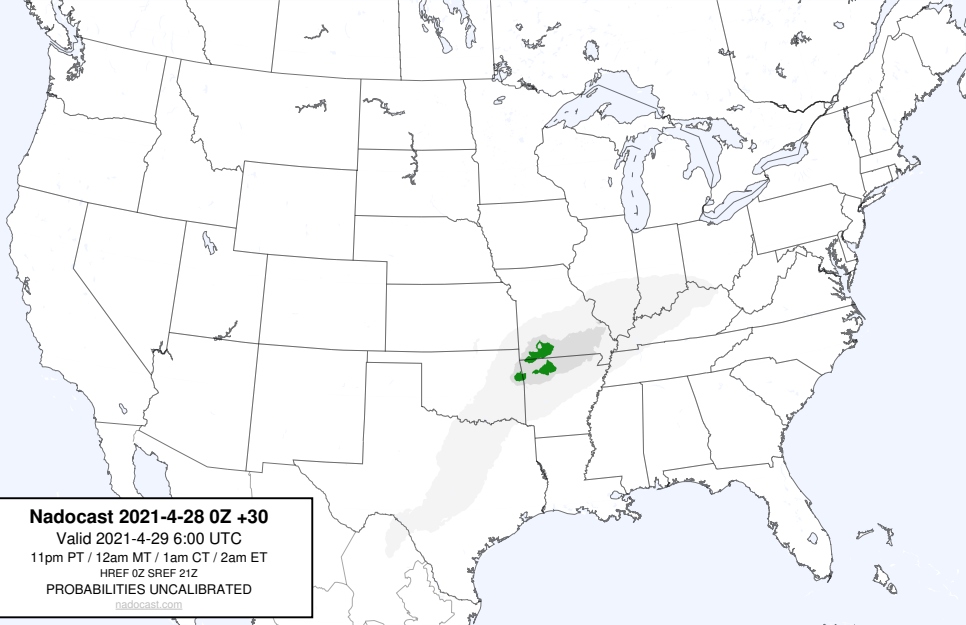 Nadocast 2021-4-28 0Z +30
Valid 2021-4-29 6:00 UTC
11pm PT / 12am MT / 1am CT / 2am ET
HREF 0Z SREF 21Z
PROBABILITIES UNCALIBRATED
nadocast.com